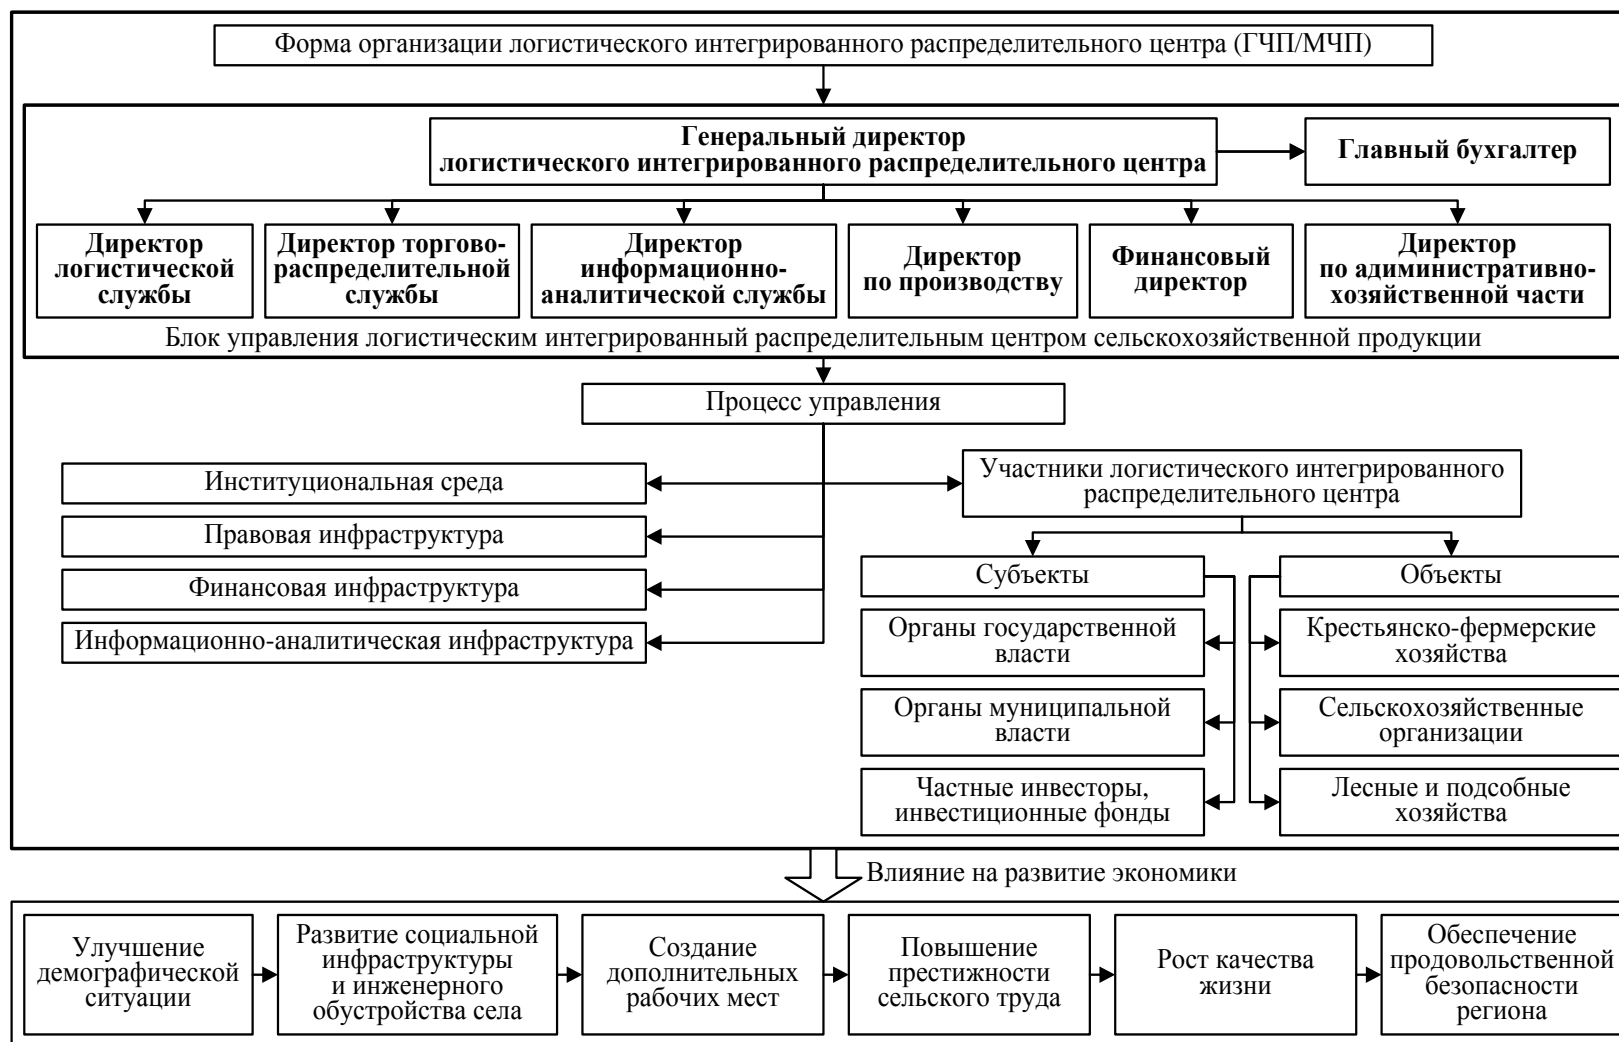 Форма организации логистического интегрированного распределительного центра (ГЧП/МЧП)
Генеральный директор
логистического интегрированного распределительного центра
Главный бухгалтер
Директор
логистической
службы
Директор торгово-
распределительной
службы
Директор
информационно-
аналитической службы
Директор
по производству
Финансовый
директор
Директор
по адиминистративно-
хозяйственной части
Блок управления логистическим интегрированный распределительным центром сельскохозяйственной продукции
Процесс управления
Институциональная среда
Правовая инфраструктура
Финансовая инфраструктура
Информационно-аналитическая инфраструктура
Участники логистического интегрированного
распределительного центра
Субъекты
Органы государственной
власти
Органы муниципальной
власти
Частные инвесторы,
инвестиционные фонды
Объекты
Крестьянско-фермерские
хозяйства
Сельскохозяйственные
организации
Лесные и подсобные
хозяйства
Влияние на развитие экономики
Улучшение
демографической
ситуации
Развитие социальной
инфраструктуры
и инженерного
обустройства села
Создание
дополнительных
рабочих мест
Повышение
престижности
сельского труда
Рост качества
жизни
Обеспечение
продовольственной
безопасности
региона